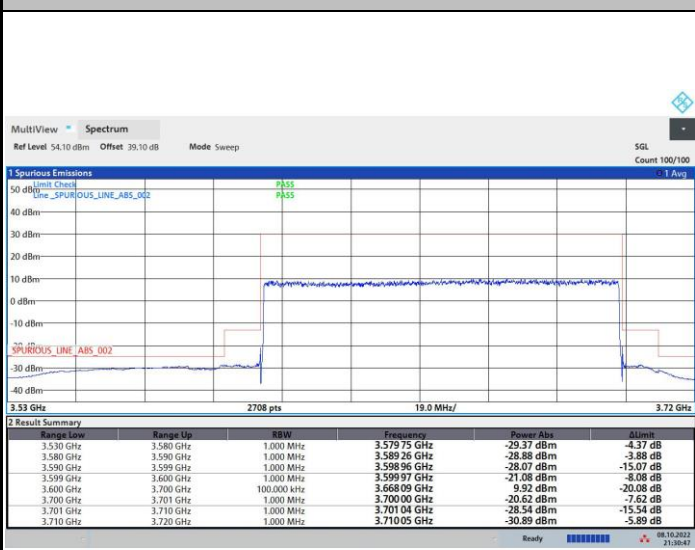 MultiView Spectrum
Ref Level 54.10 dBm Offset 39.10 dB Mode Sweep SGL
Count 100/100
1 Spurious Emissions 1 Avg
50 dBm Limit Check PASS
Line _SPURIOUS_LINE_ABS_002 PASS
40 dBm
30 dBm
20 dBm
10 dBm
0 dBm
-10 dBm
-20 dBm
_SPURIOUS_LINE_ABS_002
-30 dBm
-40 dBm
3.53 GHz 2708 pts 19.0 MHz/ 3.72 GHz
2 Result Summary
Range Low Range Up RBW Frequency Power Abs ΔLimit
3.530 GHz 3.580 GHz 1.000 MHz 3.579 75 GHz -29.37 dBm -4.37 dB
3.580 GHz 3.590 GHz 1.000 MHz 3.589 26 GHz -28.88 dBm -3.88 dB
3.590 GHz 3.599 GHz 1.000 MHz 3.598 96 GHz -28.07 dBm -15.07 dB
3.599 GHz 3.600 GHz 1.000 MHz 3.599 97 GHz -21.08 dBm -8.08 dB
3.600 GHz 3.700 GHz 100.000 kHz 3.668 09 GHz 9.92 dBm -20.08 dB
3.700 GHz 3.701 GHz 1.000 MHz 3.700 00 GHz -20.62 dBm -7.62 dB
3.701 GHz 3.710 GHz 1.000 MHz 3.701 04 GHz -28.54 dBm -15.54 dB
3.710 GHz 3.720 GHz 1.000 MHz 3.710 05 GHz -30.89 dBm -5.89 dB
Ready 08.10.2022
21:30:47